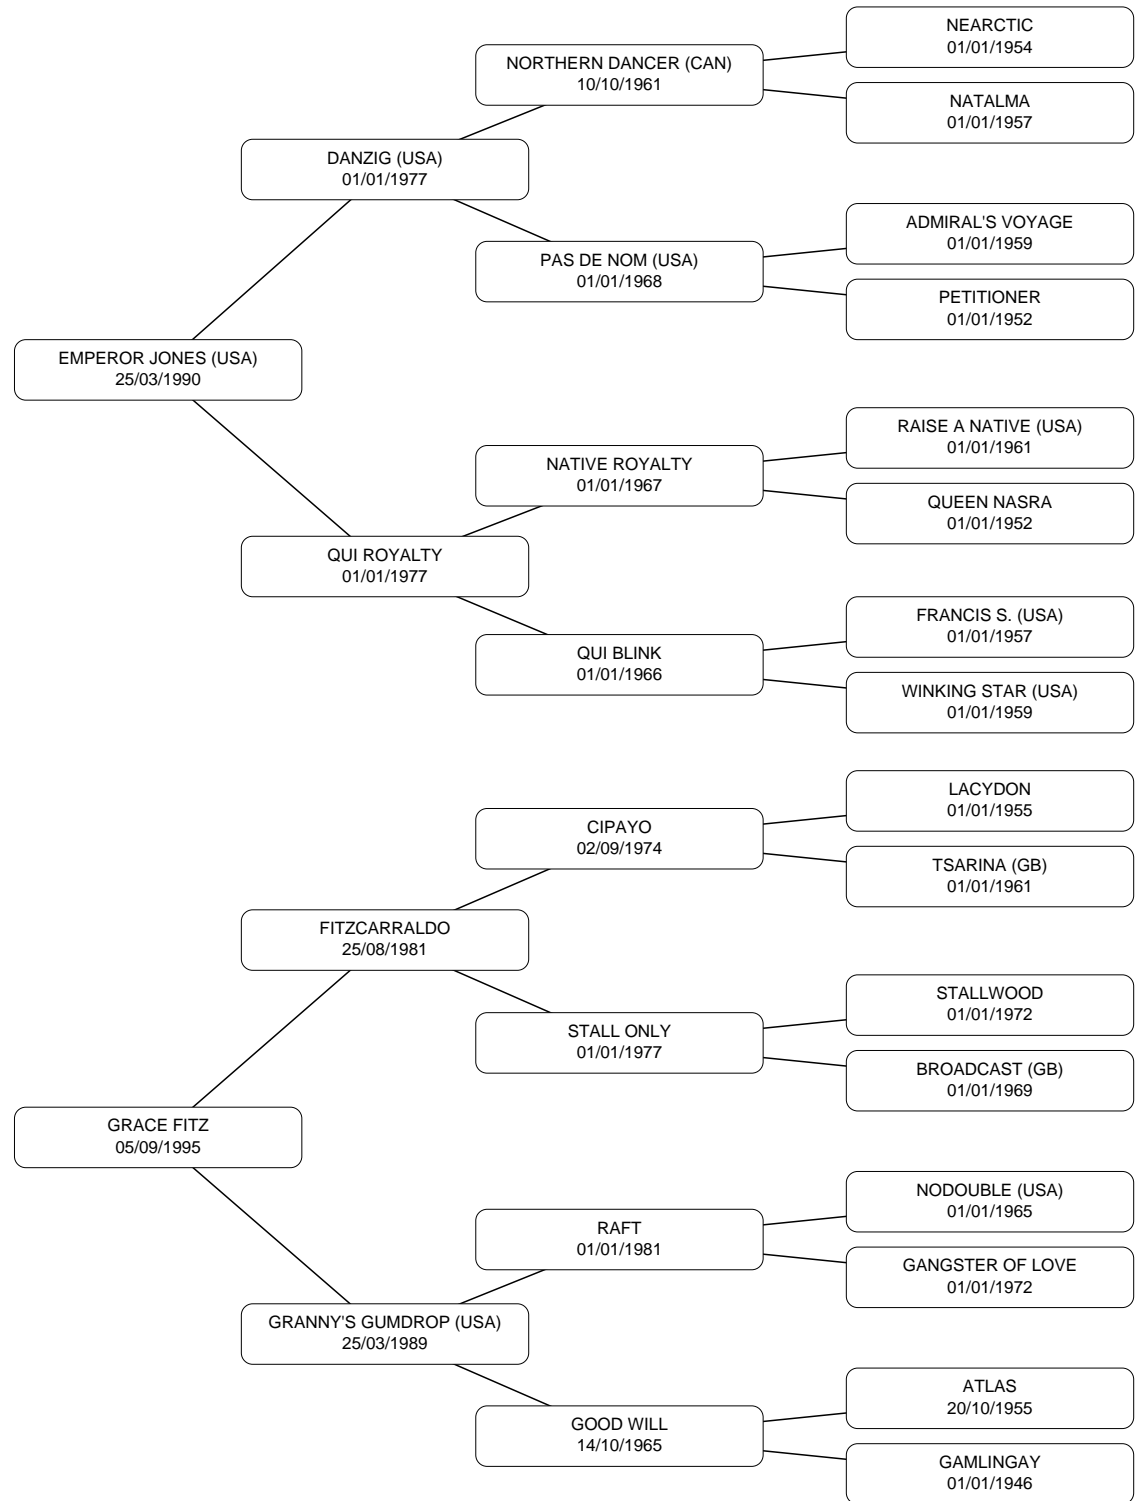 NEARCTIC
01/01/1954
NORTHERN DANCER (CAN)
10/10/1961
NATALMA
01/01/1957
DANZIG (USA)
01/01/1977
ADMIRAL'S VOYAGE
01/01/1959
PAS DE NOM (USA)
01/01/1968
PETITIONER
01/01/1952
EMPEROR JONES (USA)
25/03/1990
RAISE A NATIVE (USA)
01/01/1961
NATIVE ROYALTY
01/01/1967
QUEEN NASRA
01/01/1952
QUI ROYALTY
01/01/1977
FRANCIS S. (USA)
01/01/1957
QUI BLINK
01/01/1966
WINKING STAR (USA)
01/01/1959
LACYDON
01/01/1955
CIPAYO
02/09/1974
TSARINA (GB)
01/01/1961
FITZCARRALDO
25/08/1981
STALLWOOD
01/01/1972
STALL ONLY
01/01/1977
BROADCAST (GB)
01/01/1969
GRACE FITZ
05/09/1995
NODOUBLE (USA)
01/01/1965
RAFT
01/01/1981
GANGSTER OF LOVE
01/01/1972
GRANNY'S GUMDROP (USA)
25/03/1989
ATLAS
20/10/1955
GOOD WILL
14/10/1965
GAMLINGAY
01/01/1946